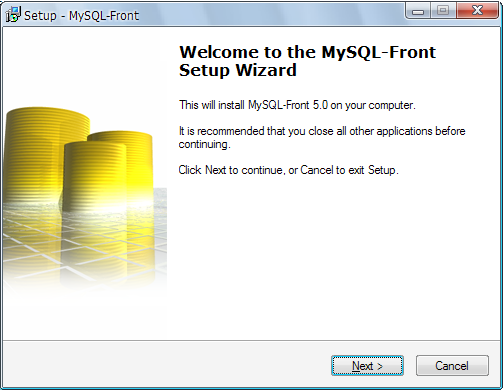 Setup - MySQL-Front
Welcome to the MySQL-Front
Setup Wizard
This will install MySQL-Front 5.0 on your computer.
It is recommended that you close all other applications before
continuing.
Click Next to continue, or Cancel to exit Setup.
Next >
Cancel